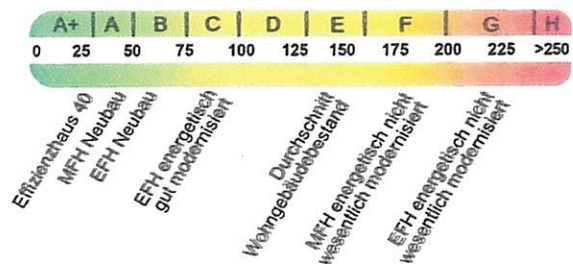 A+ A B C D E F G H
0 25 50 75 100 125 150 175 200 225 >250
Effizienzhaus 40
MFH Neubau
EFH Neubau
EFH energetisch
gut modernisiert
Durchschnitt
Wohngebäudebestand
MFH energetisch nicht
wesentlich modernisiert
EFH energetisch nicht
wesentlich modernisiert